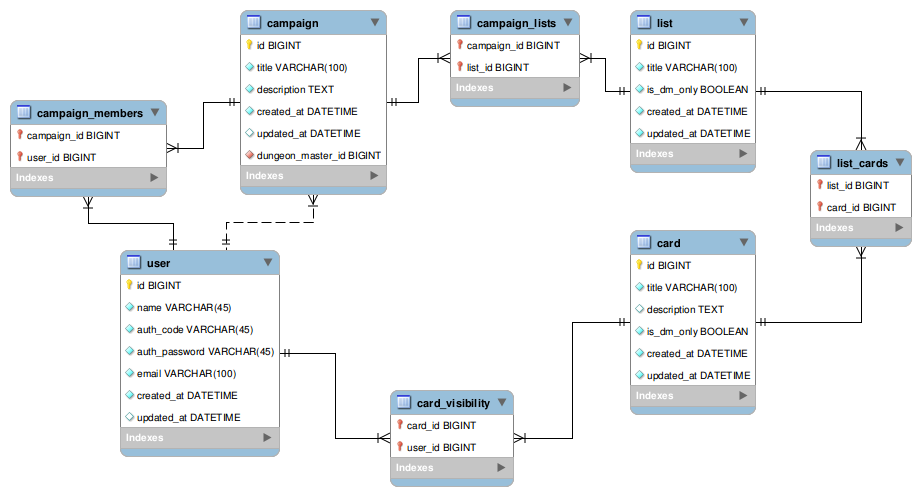 campaign
id BIGINT
title VARCHAR(100)
description TEXT
created_at DATETIME
updated_at DATETIME
dungeon_master_id BIGINT
Indexes
campaign_lists
campaign_id BIGINT
list_id BIGINT
Indexes
list
id BIGINT
title VARCHAR(100)
is_dm_only BOOLEAN
created_at DATETIME
updated_at DATETIME
Indexes
campaign_members
campaign_id BIGINT
user_id BIGINT
Indexes
list_cards
list_id BIGINT
card_id BIGINT
Indexes
user
id BIGINT
name VARCHAR(45)
auth_code VARCHAR(45)
auth_password VARCHAR(45)
email VARCHAR(100)
created_at DATETIME
updated_at DATETIME
Indexes
card
id BIGINT
title VARCHAR(100)
description TEXT
is_dm_only BOOLEAN
created_at DATETIME
updated_at DATETIME
Indexes
card_visibility
card_id BIGINT
user_id BIGINT
Indexes